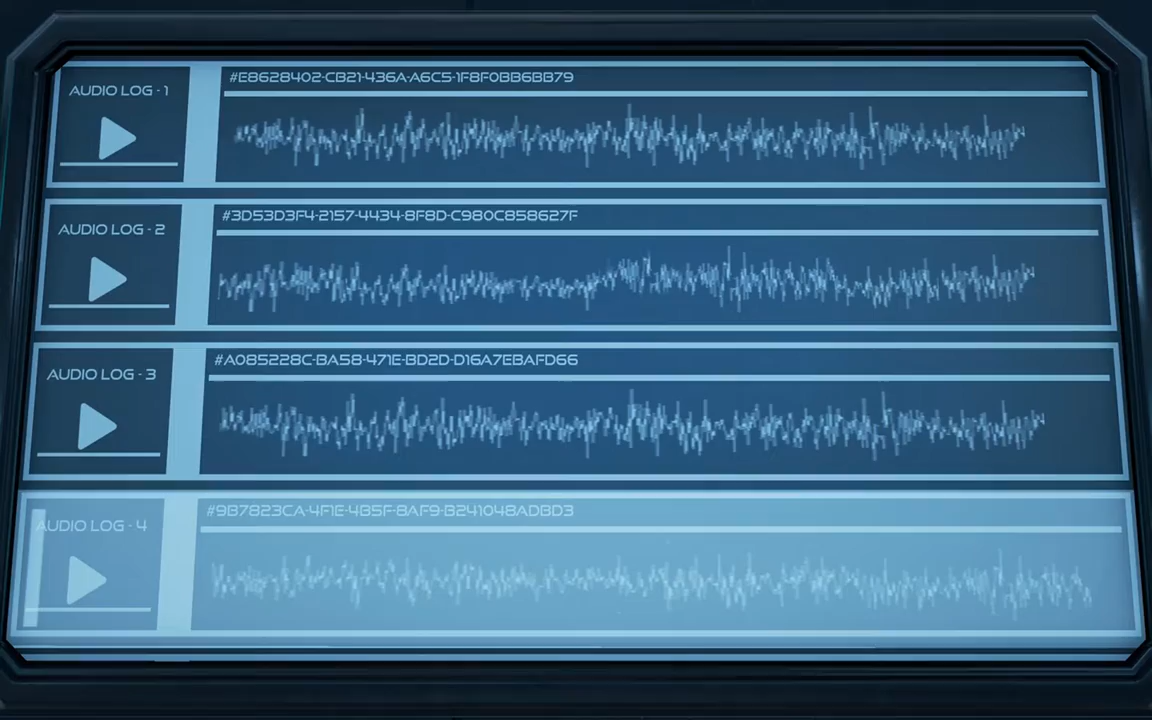 AUDIO LOG - 1
#E8628402-CB21-436A-A6C5-1F8F0BB6BB79
AUDIO LOG - 2
#3D53D3F4-2157-4434-8F8D-C980C858627F
AUDIO LOG - 3
#A085228C-BA58-471E-BD2D-D16A7EBAFD66
AUDIO LOG - 4
#9B7823CA-4F1E-4B5F-8AF9-B241048ADBD3